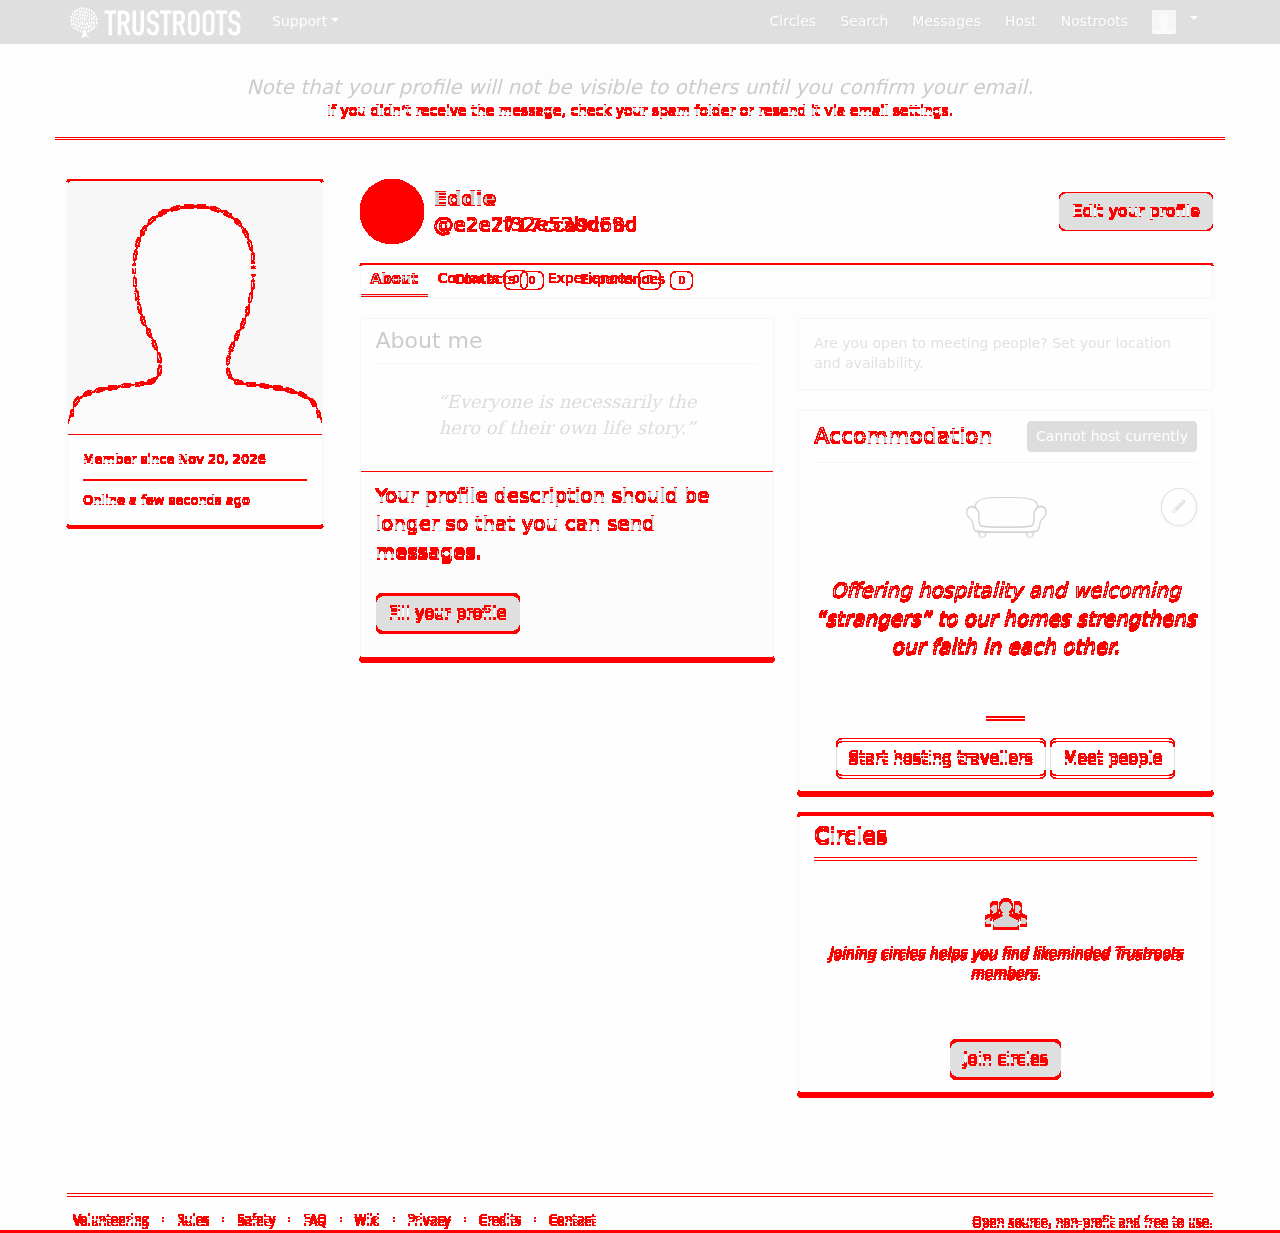 TRUSTROOTS Support Circles Search Messages Host Nostroots
Note that your profile will not be visible to others until you confirm your email.
If you didn't receive the message, check your spam folder or resend it via email settings.
Eddie
Edit your profile
About Contacts 0 Experiences 0
About me
“Everyone is necessarily the
hero of their own life story.”
Your profile description should be
longer so that you can send
messages.
Fill your profile
Member since Nov 20, 2026
Online a few seconds ago
Are you open to meeting people? Set your location
and availability.
Accommodation Cannot host currently
Offering hospitality and welcoming
“strangers” to our homes strengthens
our faith in each other.
Start hosting travellers Meet people
Circles
Joining circles helps you find likeminded Trustroots
members.
Join circles
Volunteering · Rules · Safety · FAQ · Wiki · Privacy · Credits · Contact
Open source, non-profit and free to use.